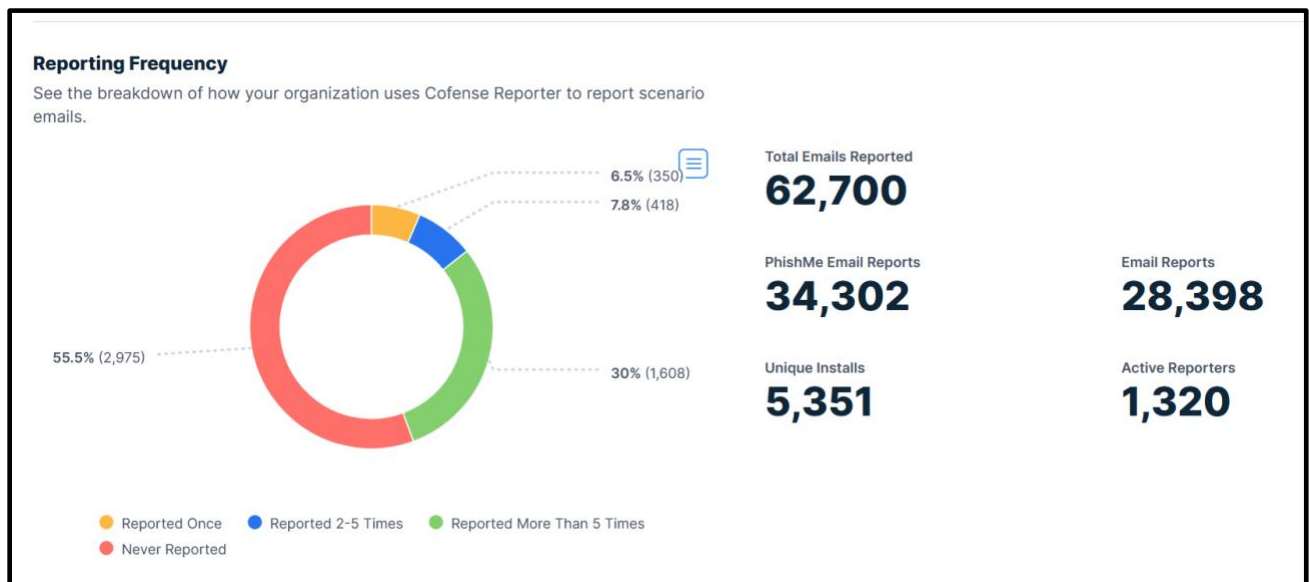 Reporting Frequency
See the breakdown of how your organization uses Cofense Reporter to report scenario
emails.
6.5% (350)
7.8% (418)
55.5% (2,975)
30% (1,608)
Reported Once
Reported 2-5 Times
Reported More Than 5 Times
Never Reported
Total Emails Reported
62,700
PhishMe Email Reports
34,302
Email Reports
28,398
Unique Installs
5,351
Active Reporters
1,320